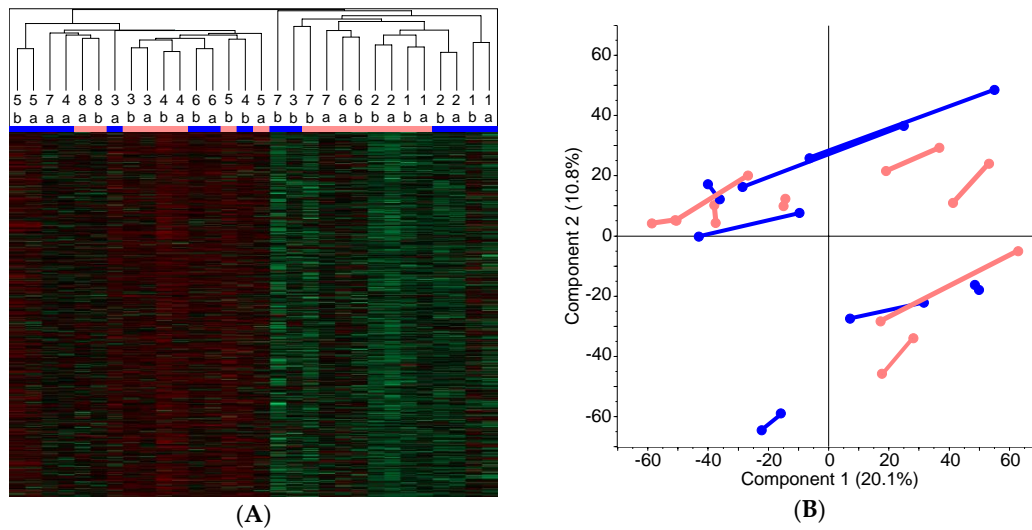 5 5 7 4 8 8 3 3 3 4 4 6 6 5 4 5 7 3 7 7 6 6 2 2 1 1 2 2 1 1
b a a a a b a b a b a b a b b a b b b a a b b a b a b a b a
60
40
20
0
-20
-40
-60
-60 -40 -20 0 20 40 60
Component 2 (10.8%)
Component 1 (20.1%)
(A)
(B)